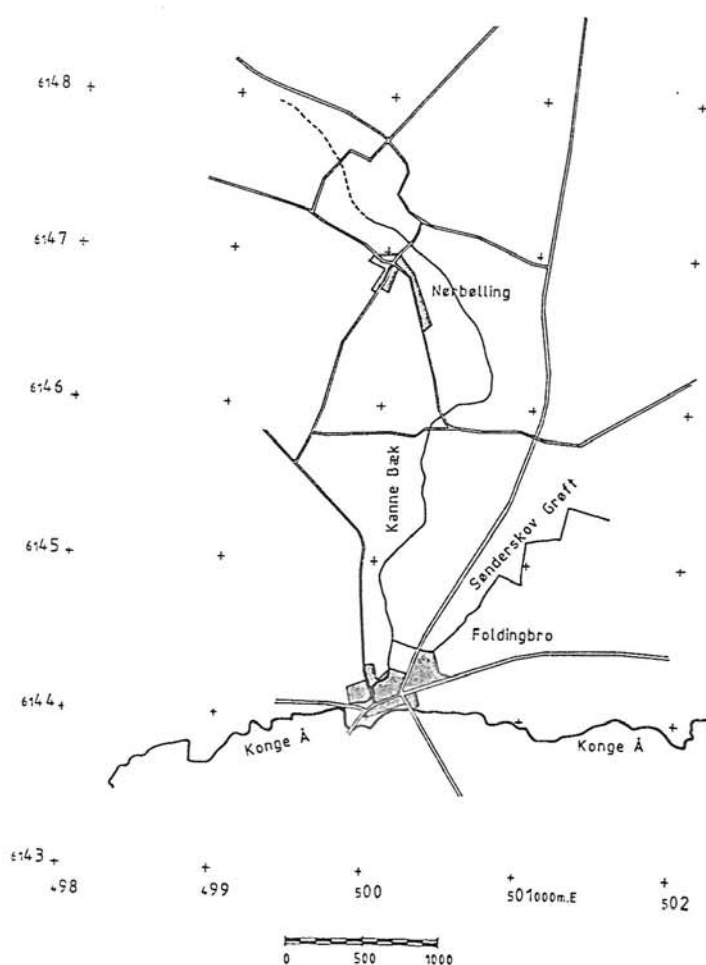 6148
6147
Nørbølling
6146
Kanne Bæk
Sønderskov Grøft
6145
Foldingbro
6144
Konge Å
Konge Å
6143
498
499
500
501000m.E
502
0 500 1000